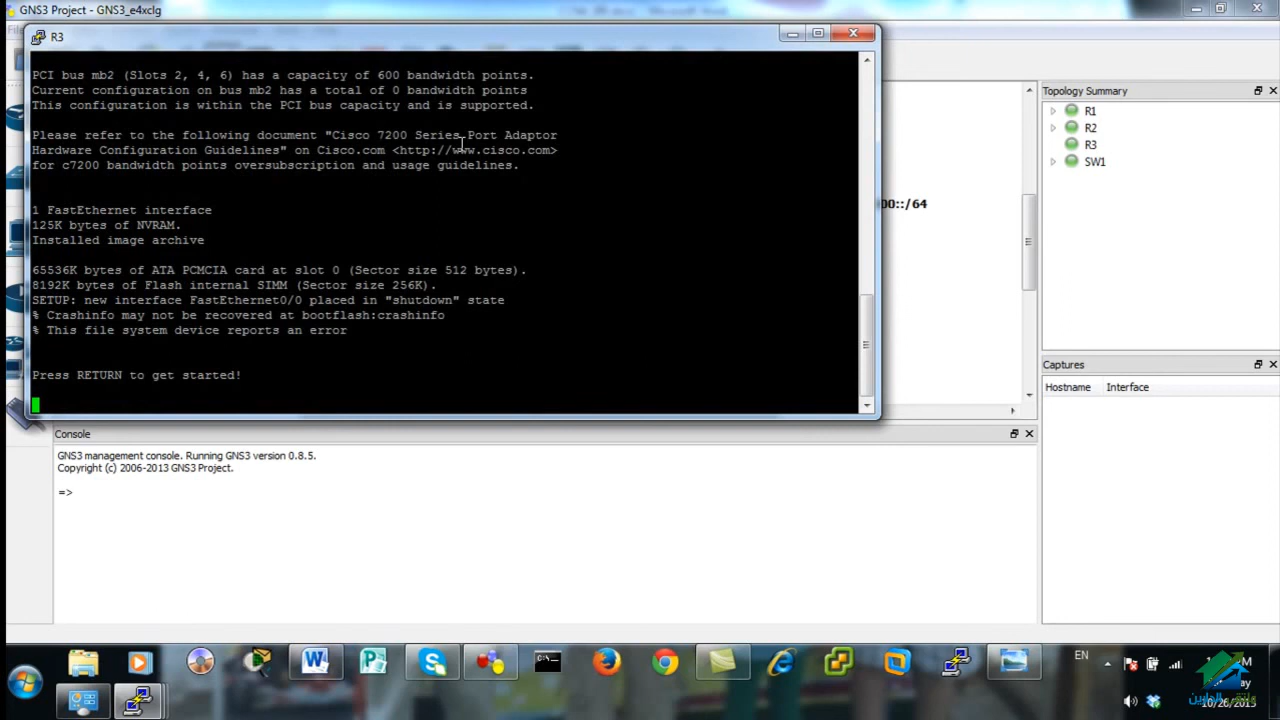 GNS3 Project - GNS3_e4xclg
R3
PCI bus mb2 (Slots 2, 4, 6) has a capacity of 600 bandwidth points.
Current configuration on bus mb2 has a total of 0 bandwidth points
This configuration is within the PCI bus capacity and is supported.
Please refer to the following document "Cisco 7200 Series Port Adaptor
Hardware Configuration Guidelines" on Cisco.com <http://www.cisco.com>
for c7200 bandwidth points oversubscription and usage guidelines.
1 FastEthernet interface
125K bytes of NVRAM.
Installed image archive
65536K bytes of ATA PCMCIA card at slot 0 (Sector size 512 bytes).
8192K bytes of Flash internal SIMM (Sector size 256K).
SETUP: new interface FastEthernet0/0 placed in "shutdown" state
% Crashinfo may not be recovered at bootflash:crashinfo
% This file system device reports an error
Press RETURN to get started!
00::/64
Topology Summary
R1
R2
R3
SW1
Captures
Hostname Interface
Console
GNS3 management console. Running GNS3 version 0.8.5.
Copyright (c) 2006-2013 GNS3 Project.
=>
EN
10/26/2013